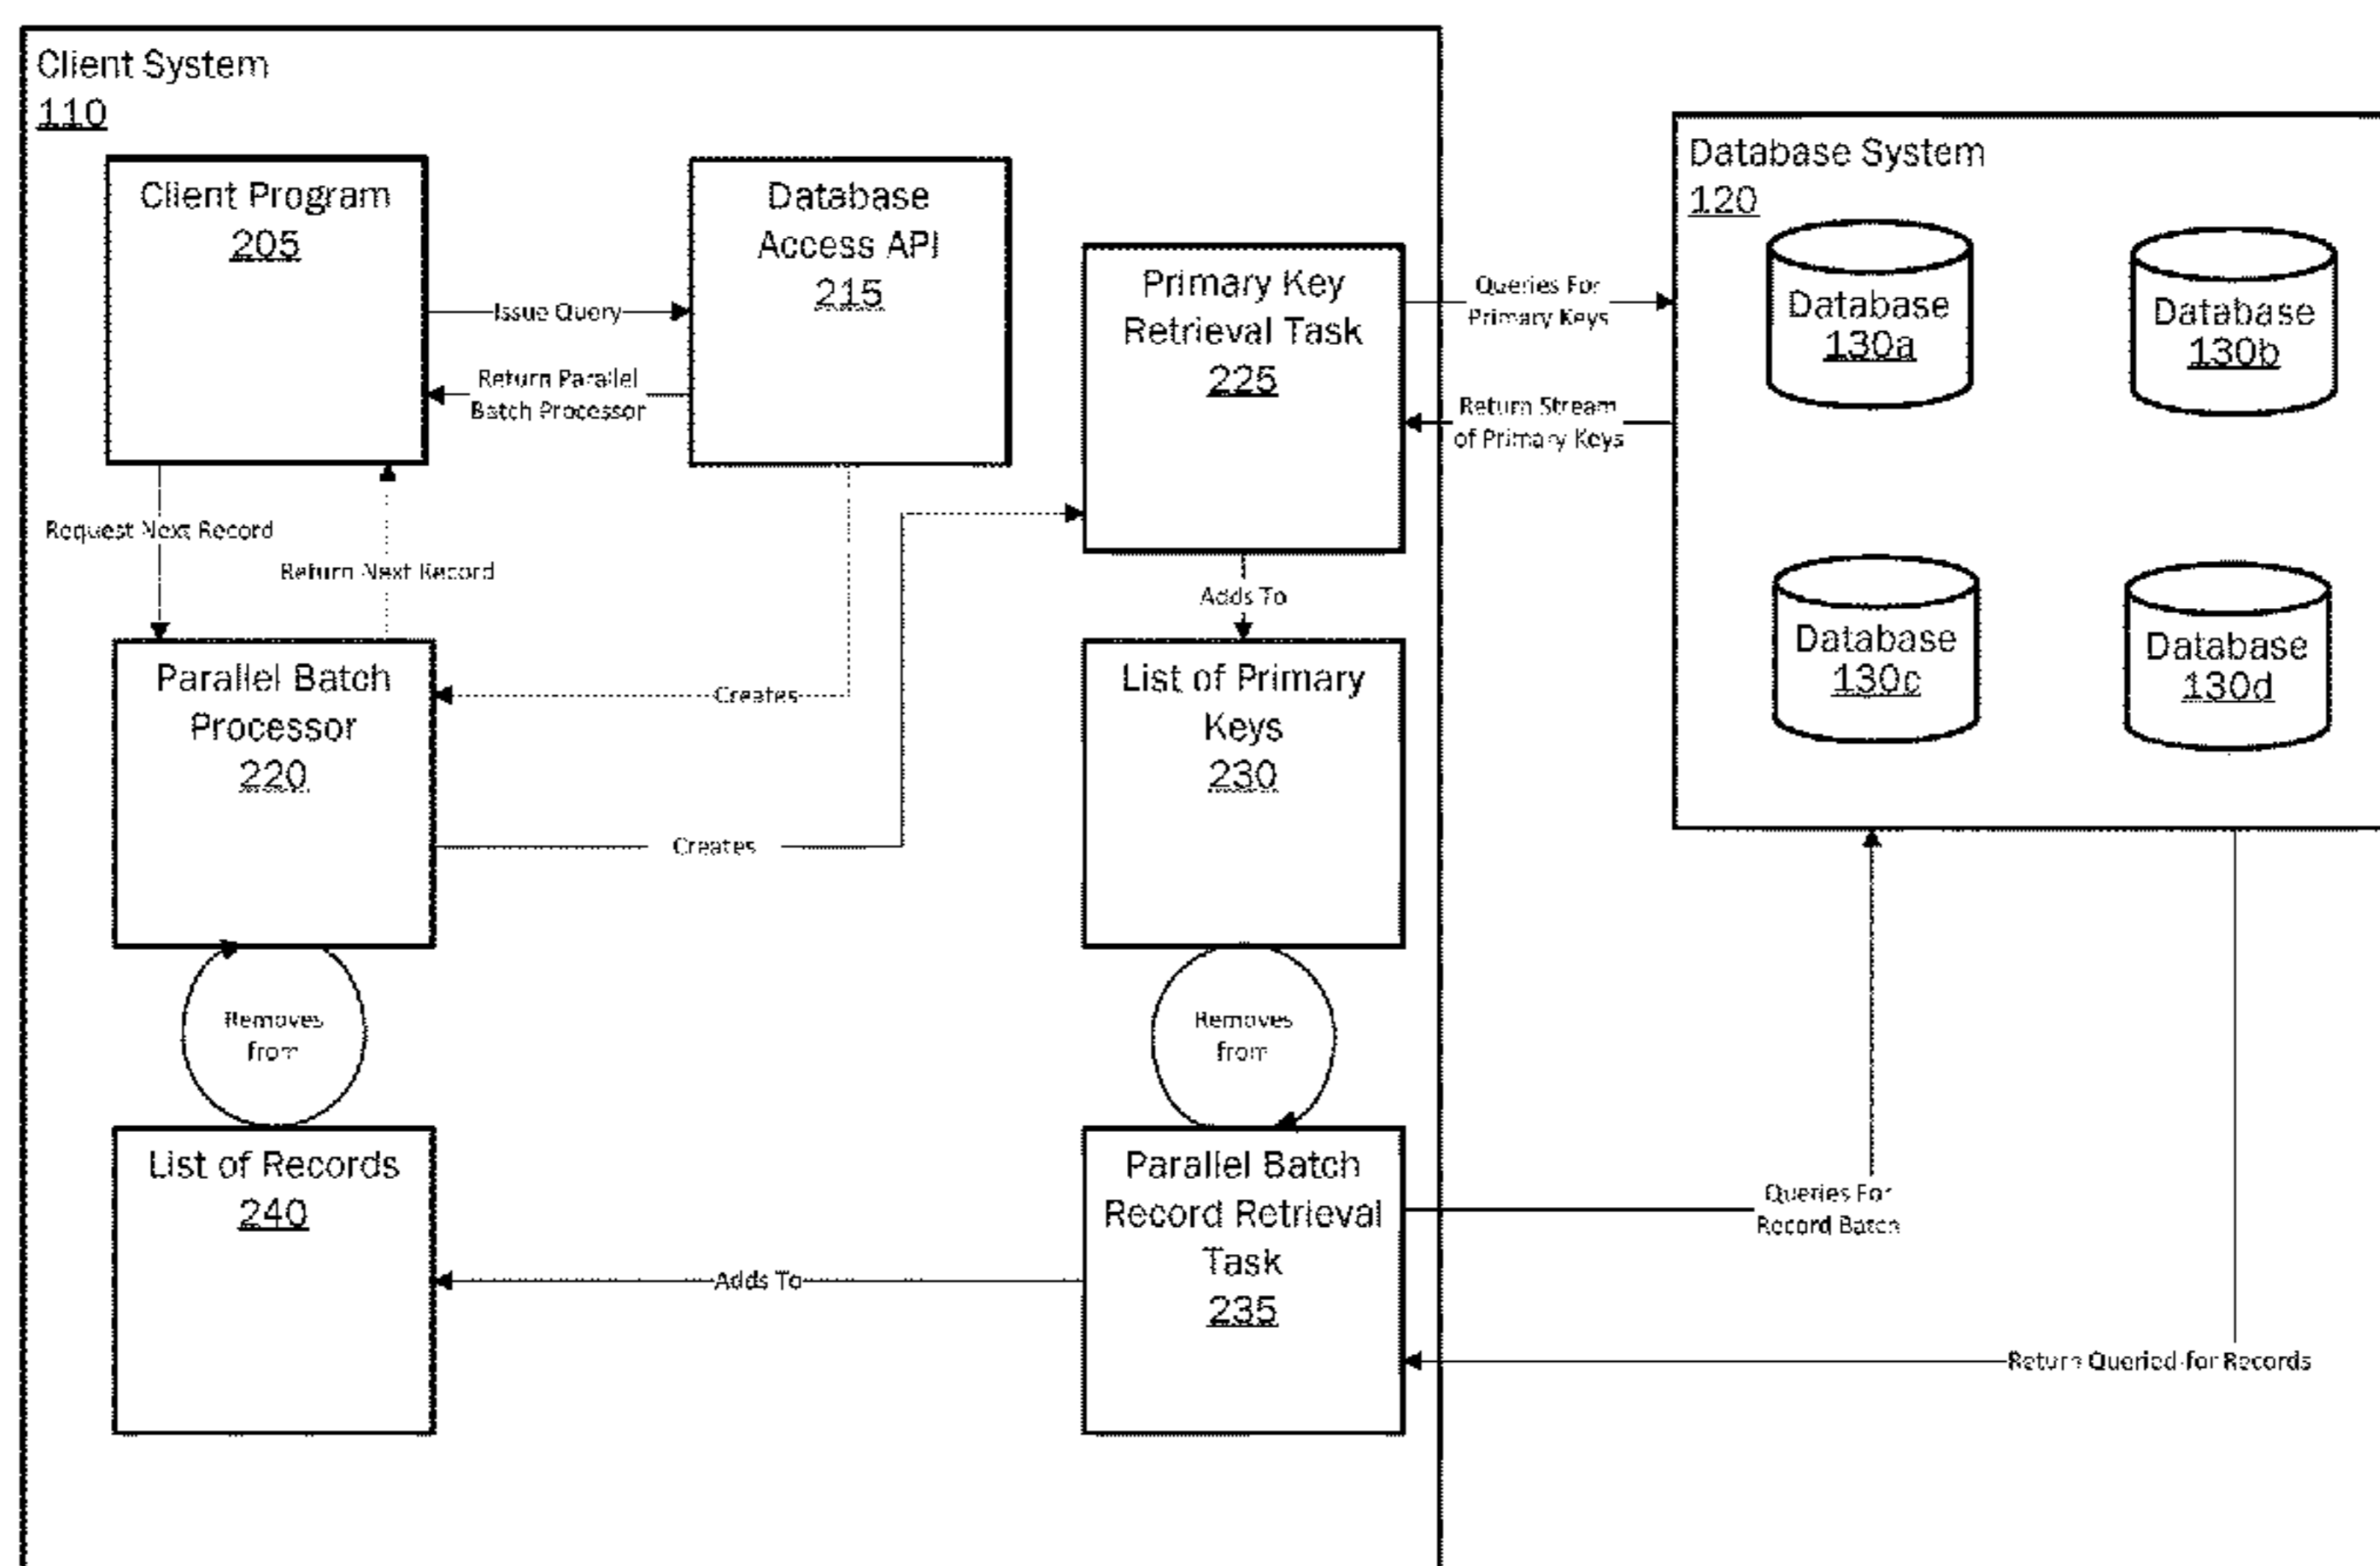 Client System
110
Client Program
205
Database
Access API
215
Issue Query
Return Parallel
Batch Processor
Primary Key
Retrieval Task
225
Queries For
Primary Keys
Return Stream
of Primary Keys
Database System
120
Database
130a
Database
130b
Database
130c
Database
130d
Request Next Record
Return Next Record
Adds To
Parallel Batch
Processor
220
Creates
Creates
List of Primary
Keys
230
Removes
from
Removes
from
List of Records
240
Adds To
Parallel Batch
Record Retrieval
Task
235
Queries For
Record Batch
Return Queried-for Records